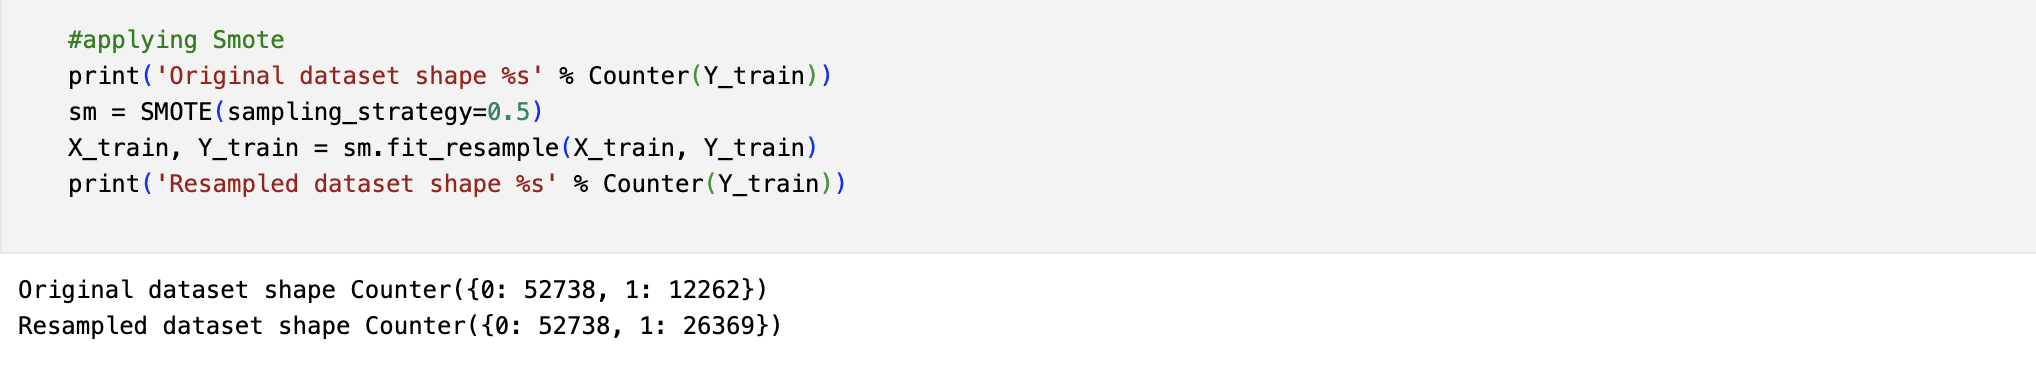 #applying Smote
print('Original dataset shape %s' % Counter(Y_train))
sm = SMOTE(sampling_strategy=0.5)
X_train, Y_train = sm.fit_resample(X_train, Y_train)
print('Resampled dataset shape %s' % Counter(Y_train))
Original dataset shape Counter({0: 52738, 1: 12262})
Resampled dataset shape Counter({0: 52738, 1: 26369})